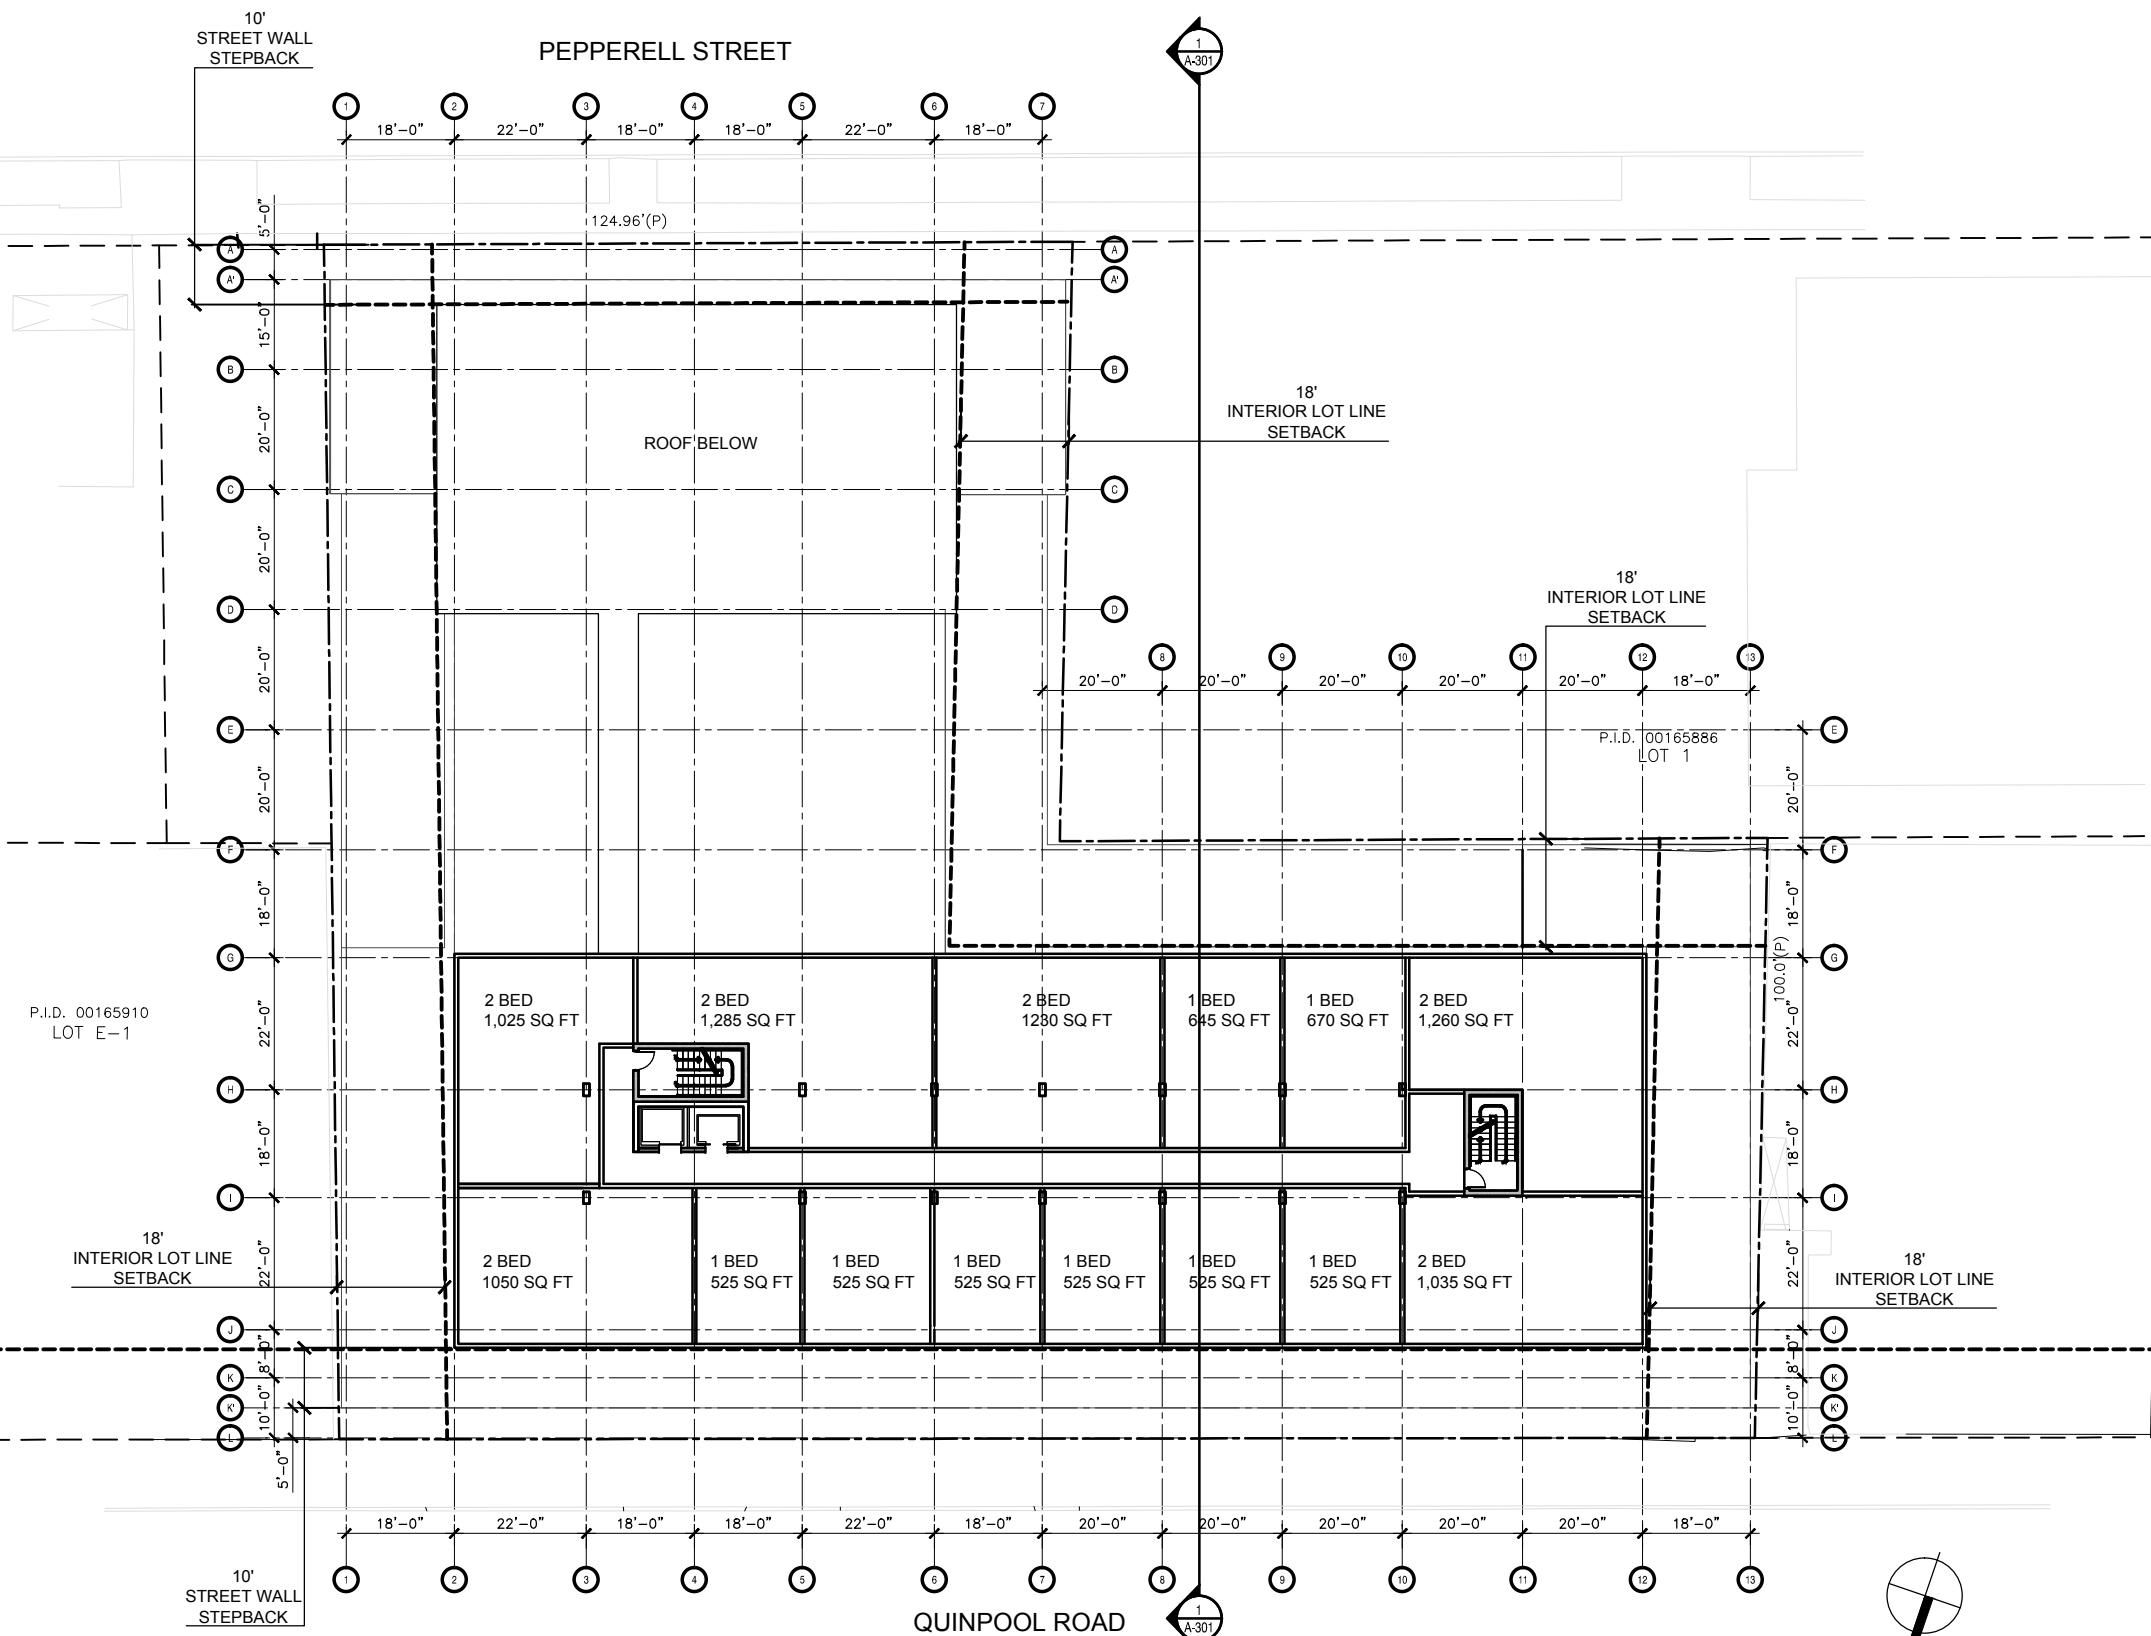 10'
STREET WALL
STEPBACK
PEPPERELL STREET
1
A-301
1 2 3 4 5 6 7
18'-0" 22'-0" 18'-0" 18'-0" 22'-0" 18'-0"
124.96'(P)
5'-0"
A A
A' A'
15'-0"
B B
18'
INTERIOR LOT LINE
SETBACK
20'-0"
ROOF BELOW
C C
20'-0"
18'
INTERIOR LOT LINE
SETBACK
D D
20'-0"
8 9 10 11 12 13
20'-0" 20'-0" 20'-0" 20'-0" 20'-0" 18'-0"
E E
P.I.D. 00165886
LOT 1
20'-0" 20'-0"
F F
18'-0" 18'-0"
G G
100.0'(P)
P.I.D. 00165910
LOT E-1
22'-0" 22'-0"
2 BED
1,025 SQ FT
2 BED
1,285 SQ FT
2 BED
1230 SQ FT
1 BED
645 SQ FT
1 BED
670 SQ FT
2 BED
1,260 SQ FT
H H
18'-0" 18'-0"
I I
18'
INTERIOR LOT LINE
SETBACK
22'-0" 22'-0"
2 BED
1050 SQ FT
1 BED
525 SQ FT
1 BED
525 SQ FT
1 BED
525 SQ FT
1 BED
525 SQ FT
1 BED
525 SQ FT
1 BED
525 SQ FT
2 BED
1,035 SQ FT
18'
INTERIOR LOT LINE
SETBACK
J J
8'-0" 8'-0"
K K
10'-0" 10'-0"
K' K'
L L
5'-0"
18'-0" 22'-0" 18'-0" 18'-0" 22'-0" 18'-0" 20'-0" 20'-0" 20'-0" 20'-0" 20'-0" 18'-0"
1 2 3 4 5 6 7 8 9 10 11 12 13
10'
STREET WALL
STEPBACK
QUINPOOL ROAD
1
A-301